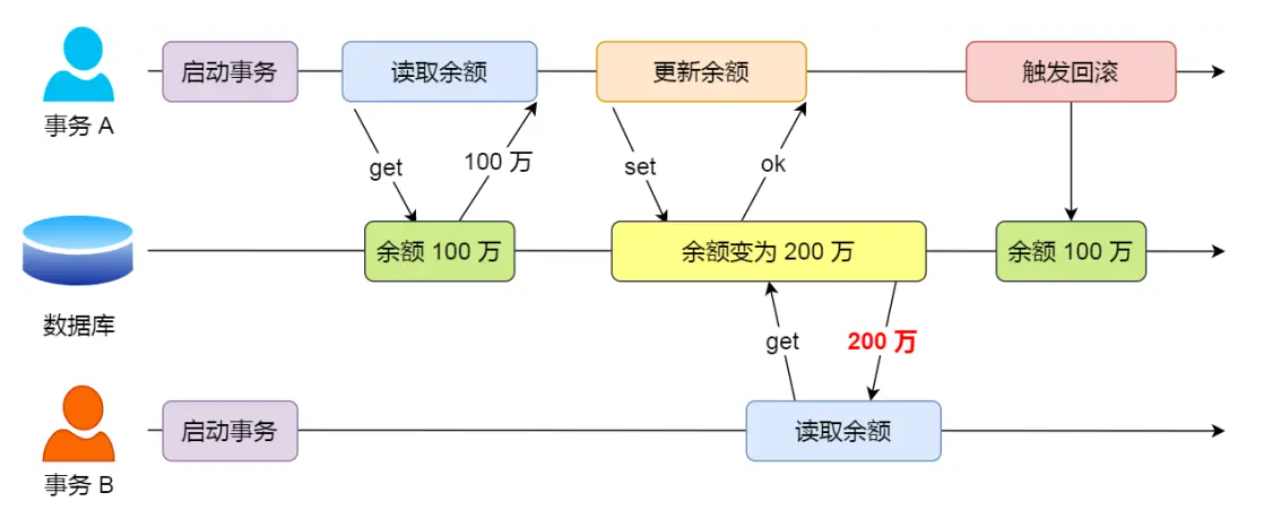 启动事务
读取余额
更新余额
触发回滚
事务 A
get
100 万
set
ok
余额 100 万
余额变为 200 万
余额 100 万
数据库
get
200 万
启动事务
读取余额
事务 B